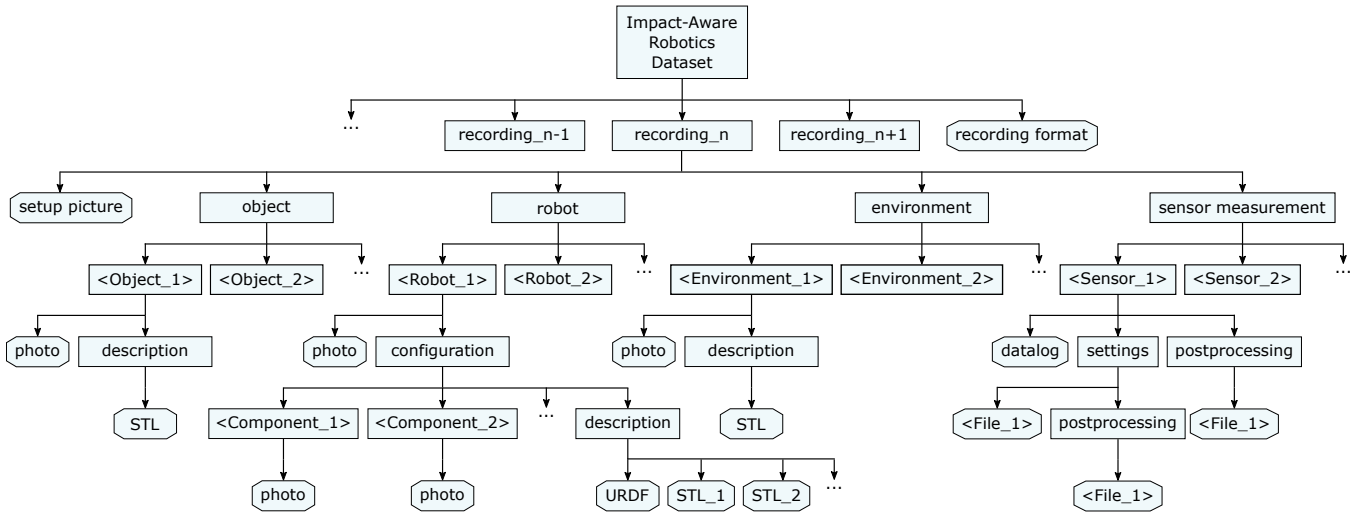 Impact-Aware
Robotics
Dataset
...
recording_n-1
recording_n
recording_n+1
recording format
setup picture
object
robot
environment
sensor measurement
<Object_1>
<Object_2>
...
<Robot_1>
<Robot_2>
...
<Environment_1>
<Environment_2>
...
<Sensor_1>
<Sensor_2>
...
photo
description
photo
configuration
photo
description
datalog
settings
postprocessing
STL
<Component_1>
<Component_2>
...
description
STL
<File_1>
postprocessing
<File_1>
photo
photo
URDF
STL_1
STL_2
...
<File_1>